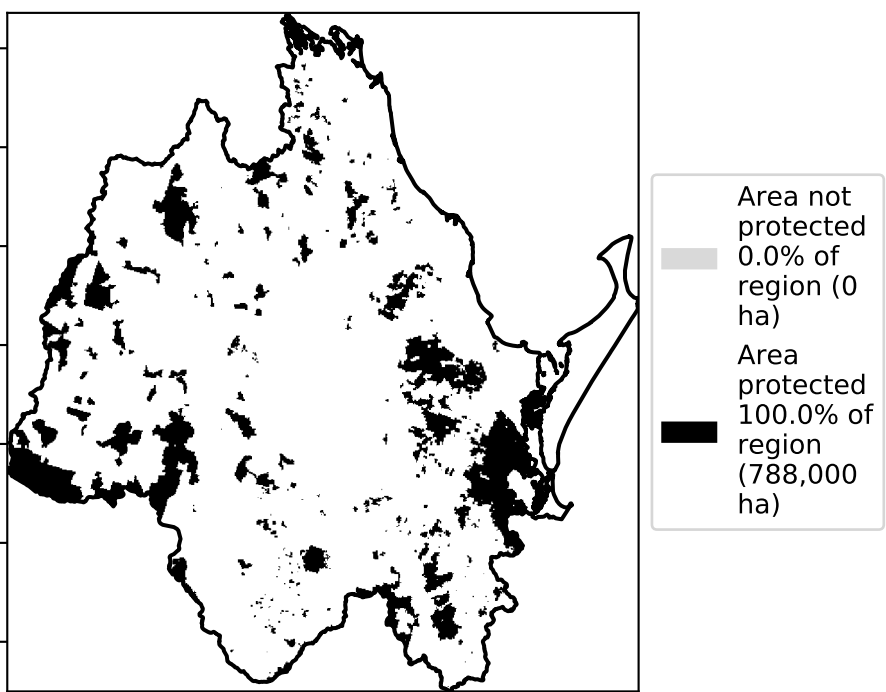 Area not
protected
0.0% of
region (0
ha)
Area
protected
100.0% of
region
(788,000
ha)